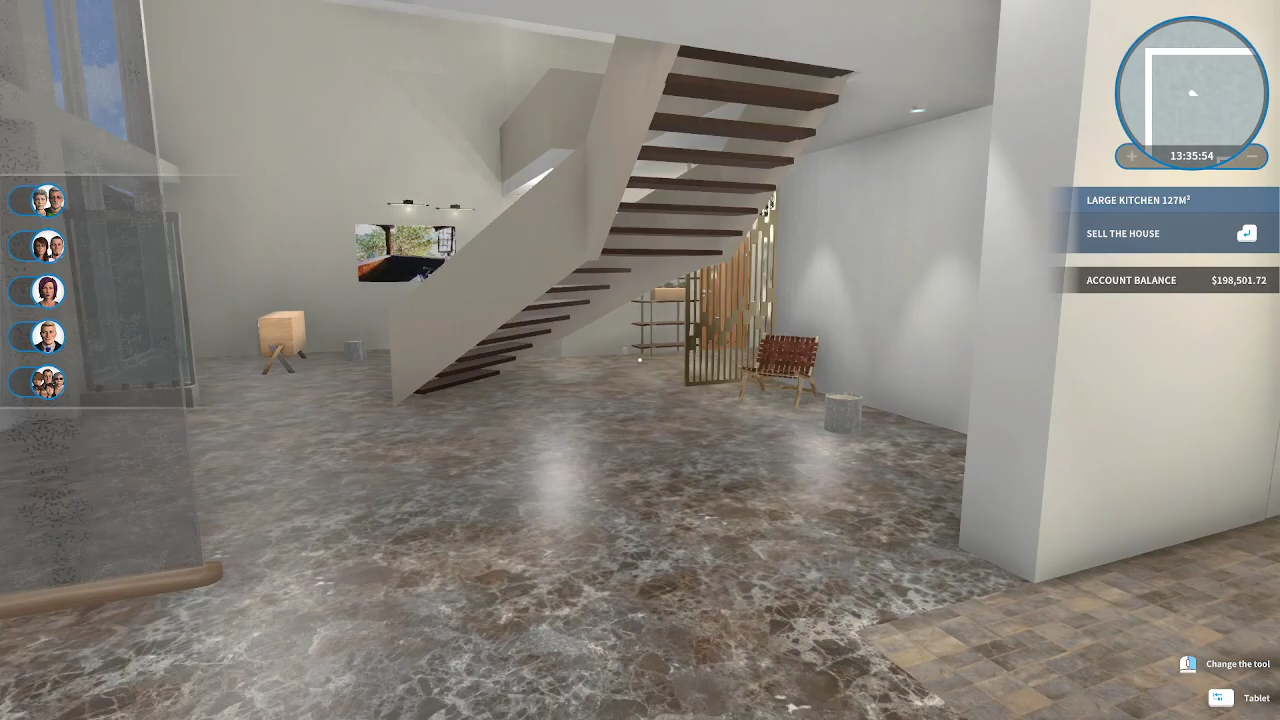 13:35:54
LARGE KITCHEN 127M²
SELL THE HOUSE
ACCOUNT BALANCE $198,501.72
Change the tool
Tablet